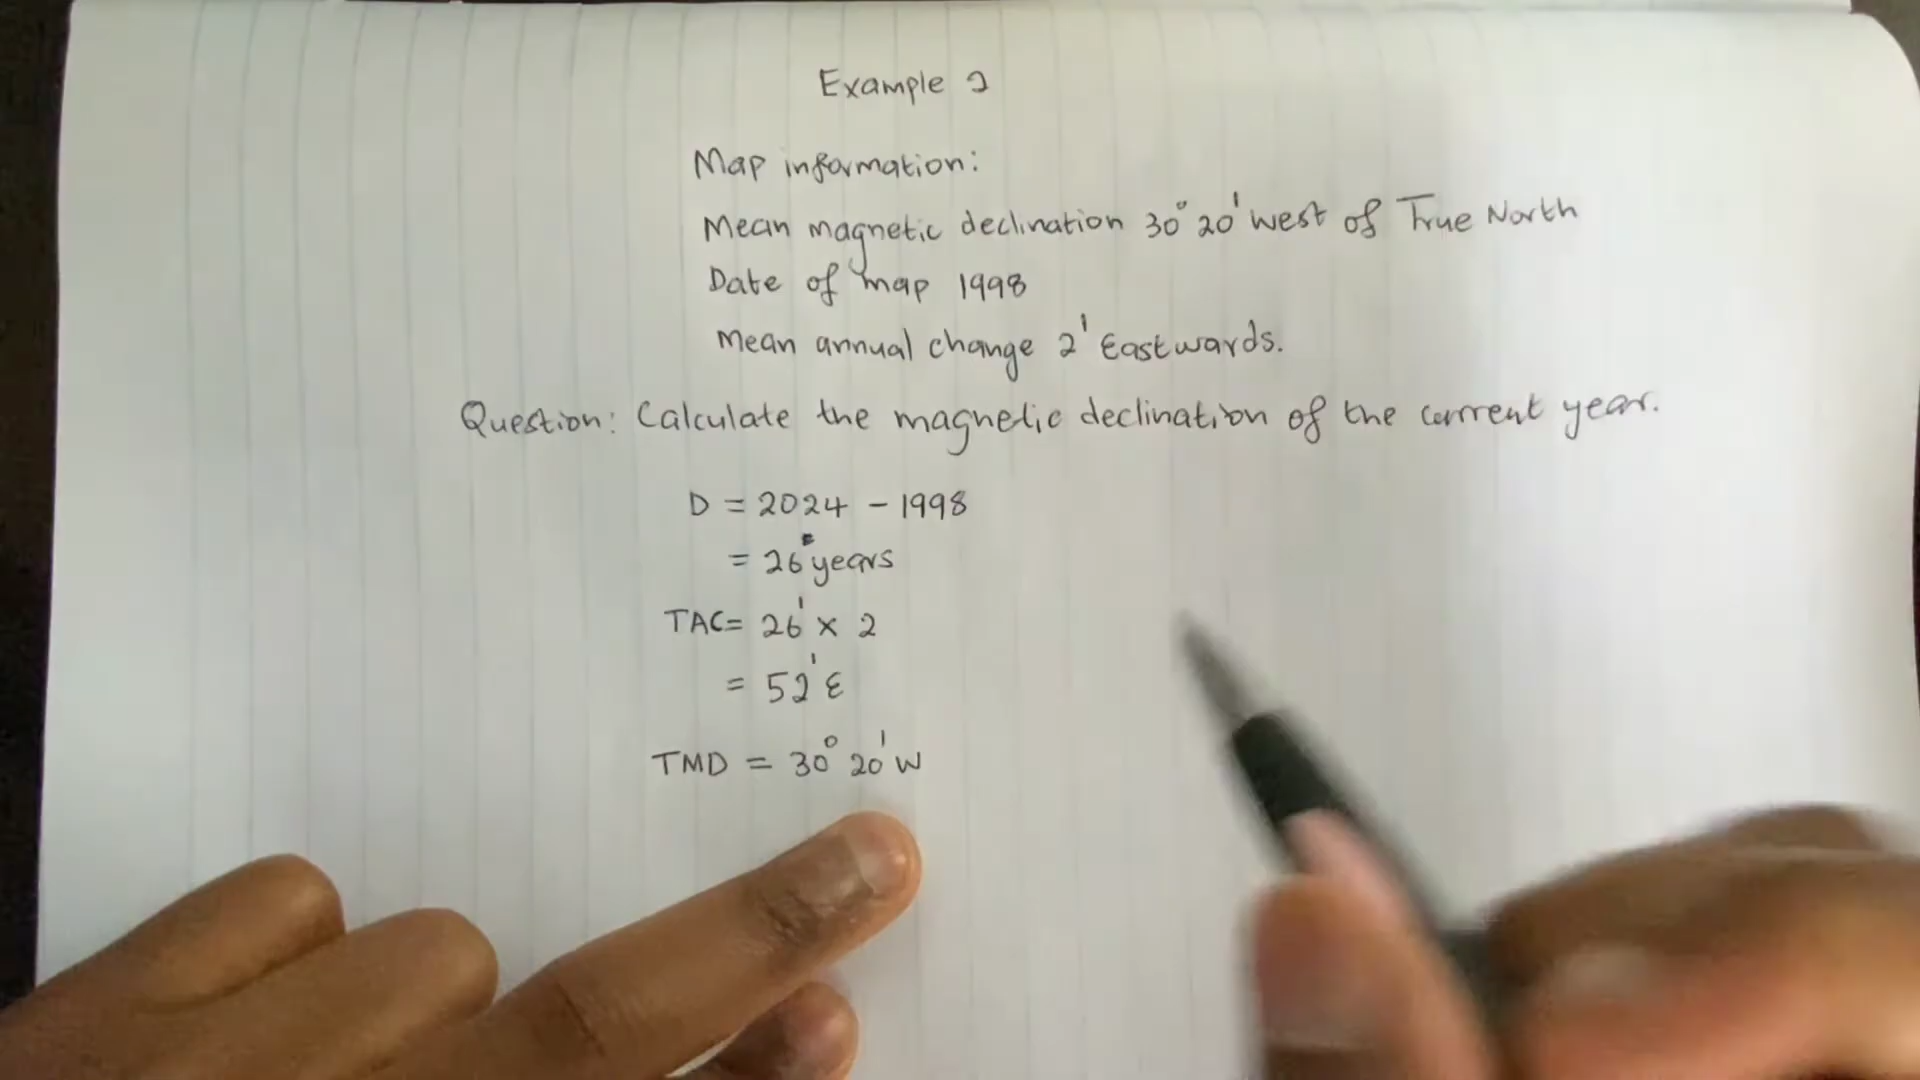 Example 2
Map information:
Mean magnetic declination 30° 20' west of True North
Date of map 1998
Mean annual change 2' Eastwards.
Question: Calculate the magnetic declination of the current year.
D = 2024 - 1998
= 26 years
TAC = 26' × 2
= 52' E
TMD = 30° 20' W